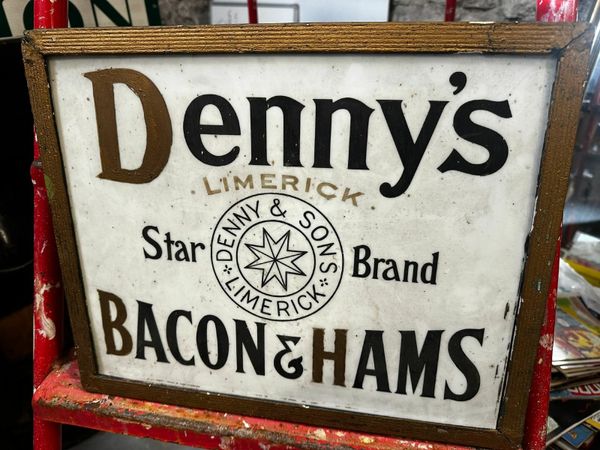 Denny's
· LIMERICK ·
Star DENNY & SONS LIMERICK Brand
BACON & HAMS